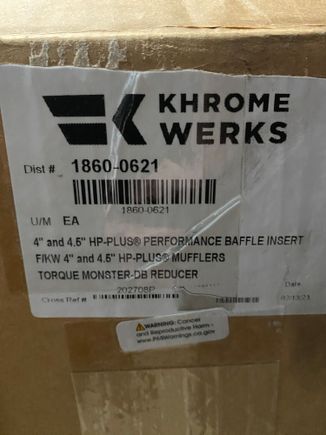 KHROME
WERKS
Dist # 1860-0621
1860-0621
U/M EA
4" and 4.5" HP-PLUS® PERFORMANCE BAFFLE INSERT
F/KW 4" and 4.5" HP-PLUS® MUFFLERS
TORQUE MONSTER-DB REDUCER
202708P
Cross Ref #
Date
WARNING: Cancer
and Reproductive Harm -
www.P65Warnings.ca.gov